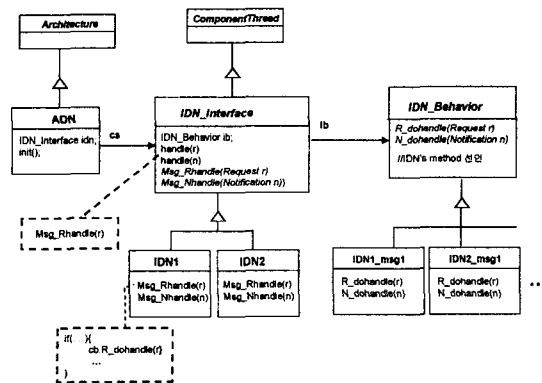 Architecture
ComponentThread
ADN
IDN_Interface idn;
init();
cs
IDN_Interface
IDN_Behavior ib;
handle(r)
handle(n)
Msg_Rhandle(Request r)
Msg_Nhandle(Notification n))
Ib
IDN_Behavior
R_dohandle(Request r)
N_dohandle(Notification n)
//IDN's method 선언
Msg_Rhandle(r)
IDN1
Msg_Rhandle(r)
Msg_Nhandle(n)
IDN2
Msg_Rhandle(r)
Msg_Nhandle(n)
IDN1_msg1
R_dohandle(r)
N_dohandle(n)
IDN2_msg1
R_dohandle(r)
N_dohandle(n)
if(...){
cb.R_dohandle(r)
...
}